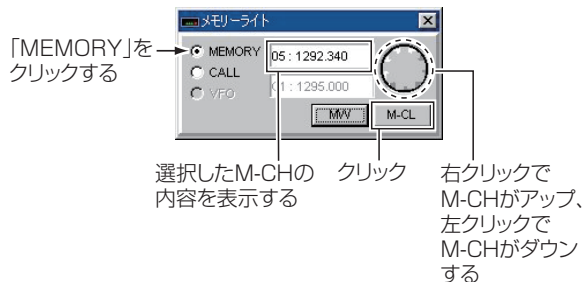 メモリーライト
「MEMORY」を
クリックする
MEMORY
05 : 1292.340
CALL
01 : 1295.000
VFO
MW
M-CL
選択したM-CHの
内容を表示する
クリック
右クリックで
M-CHがアップ、
左クリックで
M-CHがダウン
する